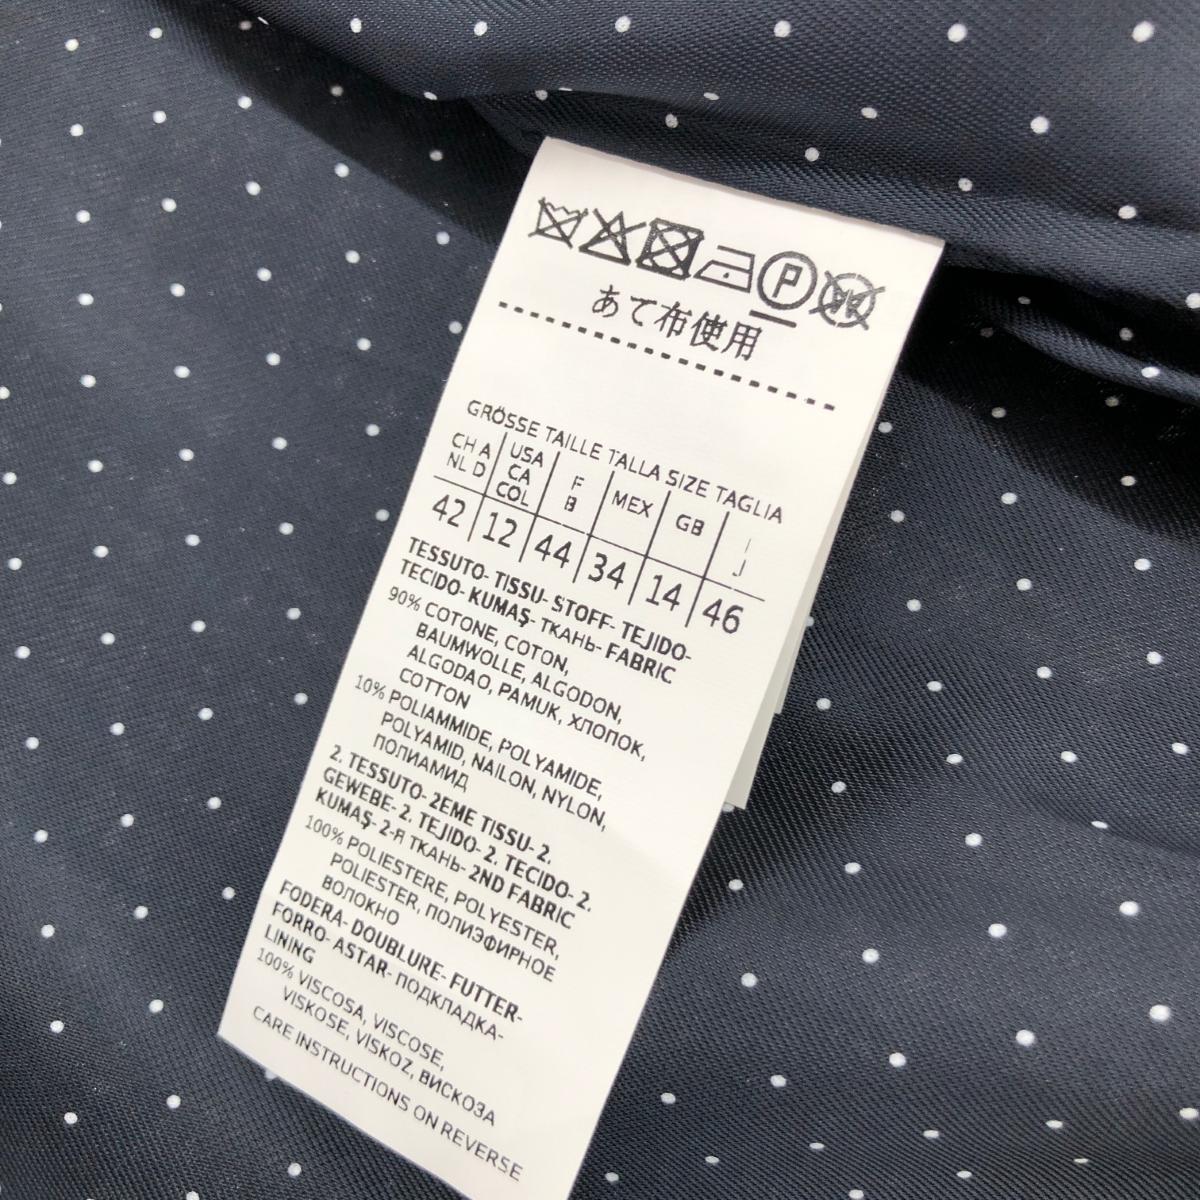 P
あて布使用
GRÖSSE TAILLE TALLA SIZE TAGLIA
CH A NL D
USA CA COL
F B
MEX
GB
I J
42 12 44 34 14 46
TESSUTO- TISSU- STOFF- TEJIDO-
TECIDO- KUMAŞ- ТКАНЬ- FABRIC
90% COTONE, COTON,
BAUMWOLLE, ALGODON,
ALGODAO, PAMUK, ХЛОПОК,
COTTON
10% POLIAMMIDE, POLYAMIDE,
POLYAMID, NAILON, NYLON,
ПОЛИАМИД
2. TESSUTO- 2EME TISSU- 2.
GEWEBE- 2. TEJIDO- 2. TECIDO- 2.
KUMAŞ- 2-Я ТКАНЬ- 2ND FABRIC
100% POLIESTERE, POLYESTER,
POLIESTER, ПОЛИЭФИРНОЕ
ВОЛОКНО
FODERA- DOUBLURE- FUTTER-
FORRO- ASTAR- ПОДКЛАДКА-
LINING
100% VISCOSA, VISCOSE,
VISKOSE, VISKOZ, ВИСКОЗА
CARE INSTRUCTIONS ON REVERSE